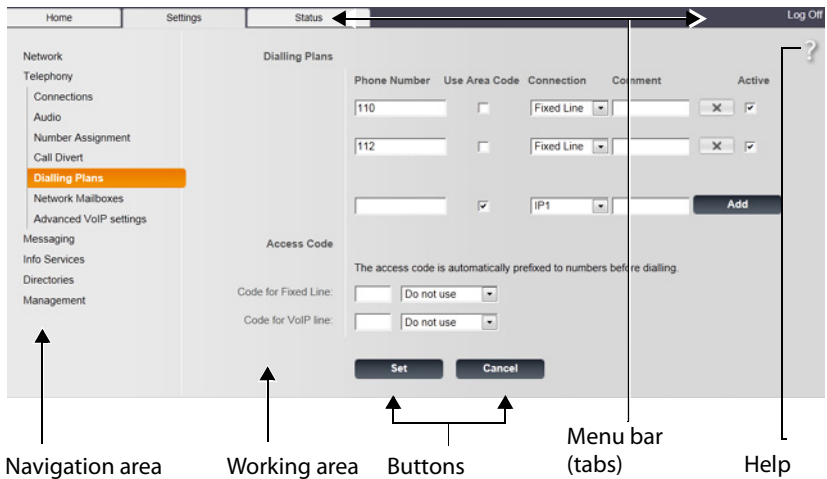 Home Settings Status Log Off
Network
Telephony
Connections
Audio
Number Assignment
Call Divert
Dialling Plans
Network Mailboxes
Advanced VoIP settings
Messaging
Info Services
Directories
Management
Dialling Plans
Phone Number Use Area Code Connection Comment Active
110 Fixed Line
112 Fixed Line
IP1 Add
Access Code
The access code is automatically prefixed to numbers before dialling.
Code for Fixed Line: Do not use
Code for VoIP line: Do not use
Set Cancel
?
Navigation area Working area Buttons Menu bar (tabs) Help